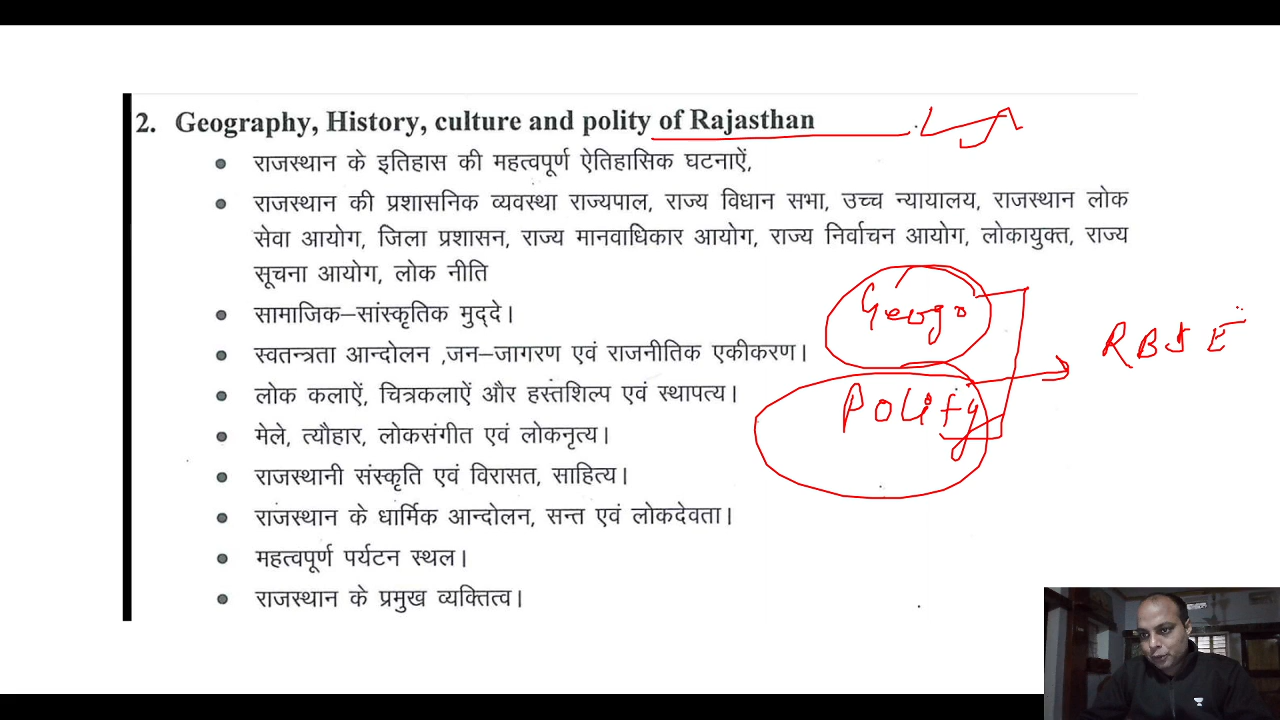 2. Geography, History, culture and polity of Rajasthan
• राजस्थान के इतिहास की महत्वपूर्ण ऐतिहासिक घटनाऐं,
• राजस्थान की प्रशासनिक व्यवस्था राज्यपाल, राज्य विधान सभा, उच्च न्यायालय, राजस्थान लोक
सेवा आयोग, जिला प्रशासन, राज्य मानवाधिकार आयोग, राज्य निर्वाचन आयोग, लोकायुक्त, राज्य
सूचना आयोग, लोक नीति
• सामाजिक–सांस्कृतिक मुद्दे।
• स्वतन्त्रता आन्दोलन ,जन–जागरण एवं राजनीतिक एकीकरण।
• लोक कलाऐं, चित्रकलाऐं और हस्तशिल्प एवं स्थापत्य।
• मेले, त्यौहार, लोकसंगीत एवं लोकनृत्य।
• राजस्थानी संस्कृति एवं विरासत, साहित्य।
• राजस्थान के धार्मिक आन्दोलन, सन्त एवं लोकदेवता।
• महत्वपूर्ण पर्यटन स्थल।
• राजस्थान के प्रमुख व्यक्तित्व।
Geogo
Polity
RBSE